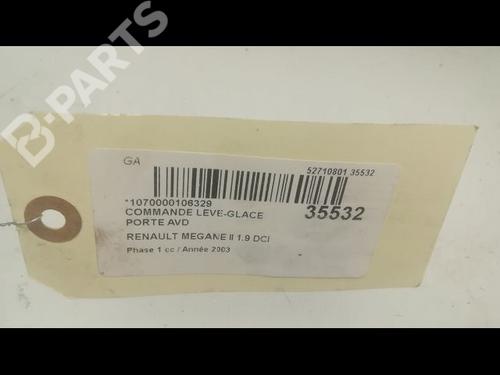 B-PARTS
GA
52710801 35532
*1070000106329
COMMANDE LEVE-GLACE
35532
PORTE AVD
RENAULT MEGANE II 1.9 DCI
Phase 1 cc / Année 2003